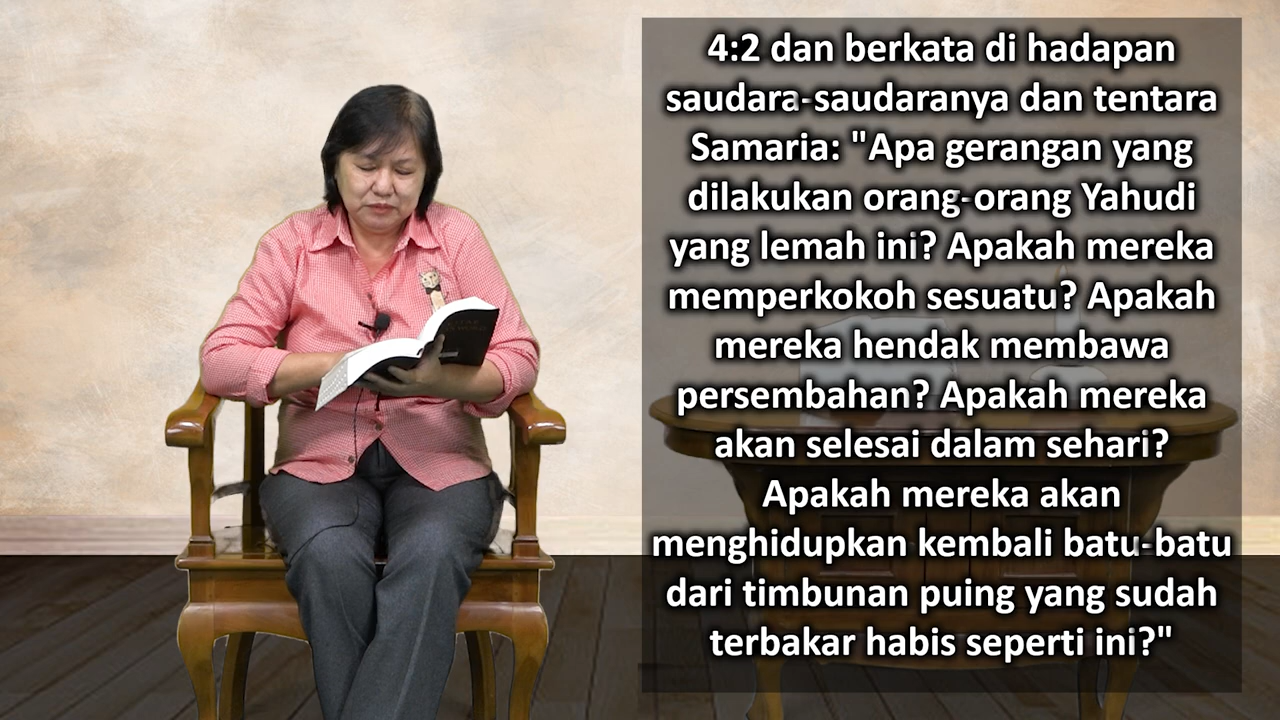 4:2 dan berkata di hadapan
saudara-saudaranya dan tentara
Samaria: "Apa gerangan yang
dilakukan orang-orang Yahudi
yang lemah ini? Apakah mereka
memperkokoh sesuatu? Apakah
mereka hendak membawa
persembahan? Apakah mereka
akan selesai dalam sehari?
Apakah mereka akan
menghidupkan kembali batu-batu
dari timbunan puing yang sudah
terbakar habis seperti ini?"